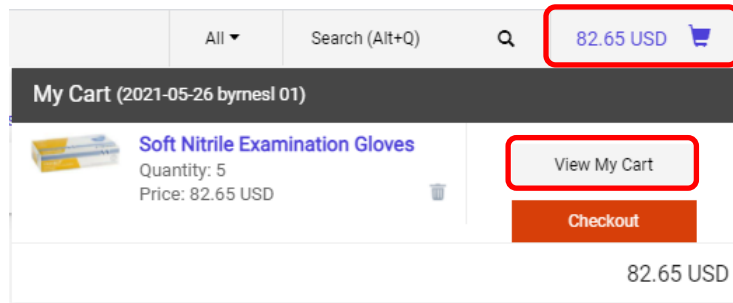 All Search (Alt+Q) 82.65 USD
My Cart (2021-05-26 byrnesl 01)
Soft Nitrile Examination Gloves
Quantity: 5
Price: 82.65 USD
View My Cart
Checkout
82.65 USD